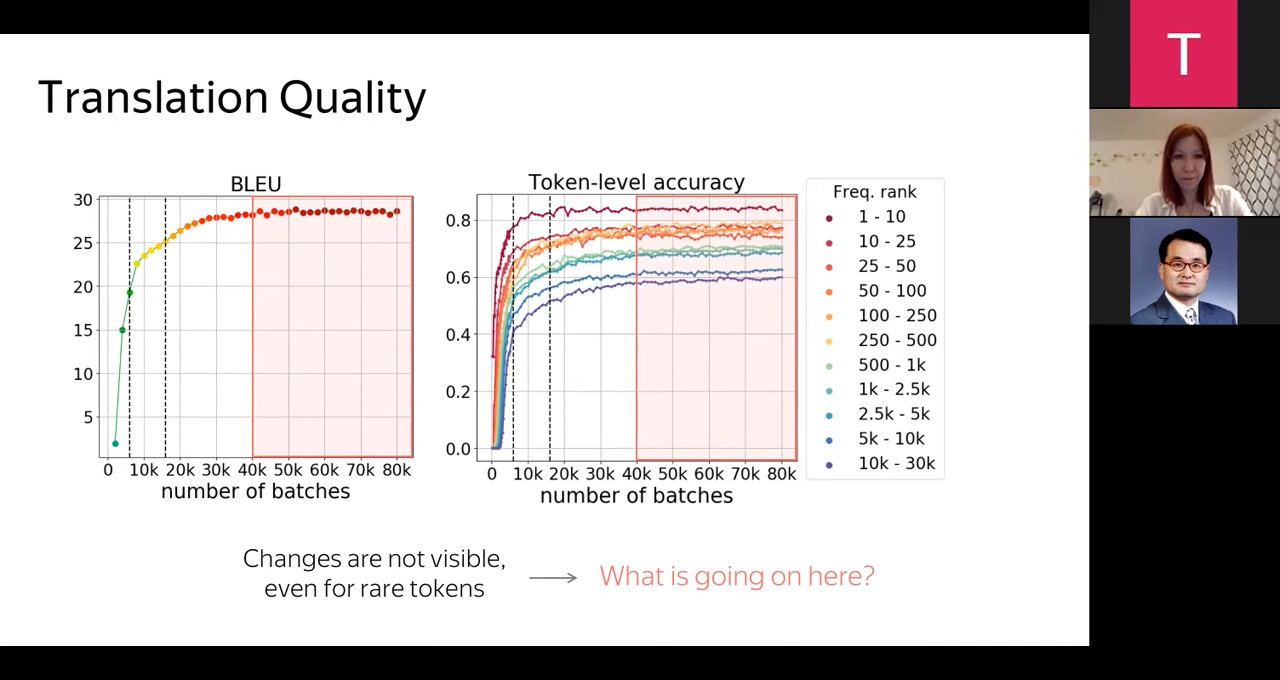 Translation Quality
T
BLEU
30
25
20
15
10
5
0 10k 20k 30k 40k 50k 60k 70k 80k
number of batches
Token-level accuracy
0.8
0.6
0.4
0.2
0.0
0 10k 20k 30k 40k 50k 60k 70k 80k
number of batches
Freq. rank
1 - 10
10 - 25
25 - 50
50 - 100
100 - 250
250 - 500
500 - 1k
1k - 2.5k
2.5k - 5k
5k - 10k
10k - 30k
Changes are not visible,
even for rare tokens
What is going on here?